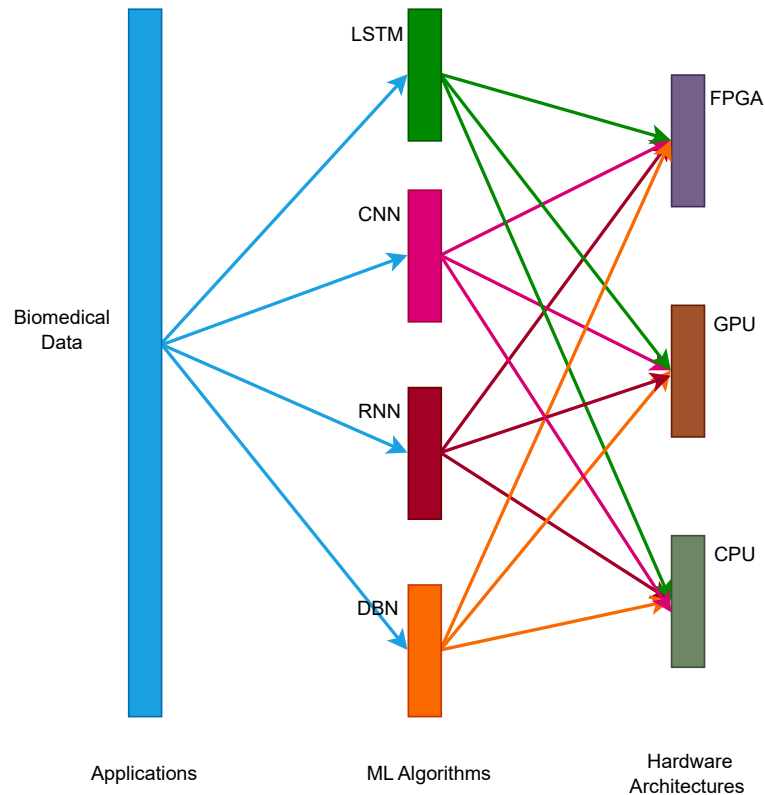 LSTM
FPGA
CNN
Biomedical
Data
GPU
RNN
CPU
DBN
Applications
ML Algorithms
Hardware
Architectures